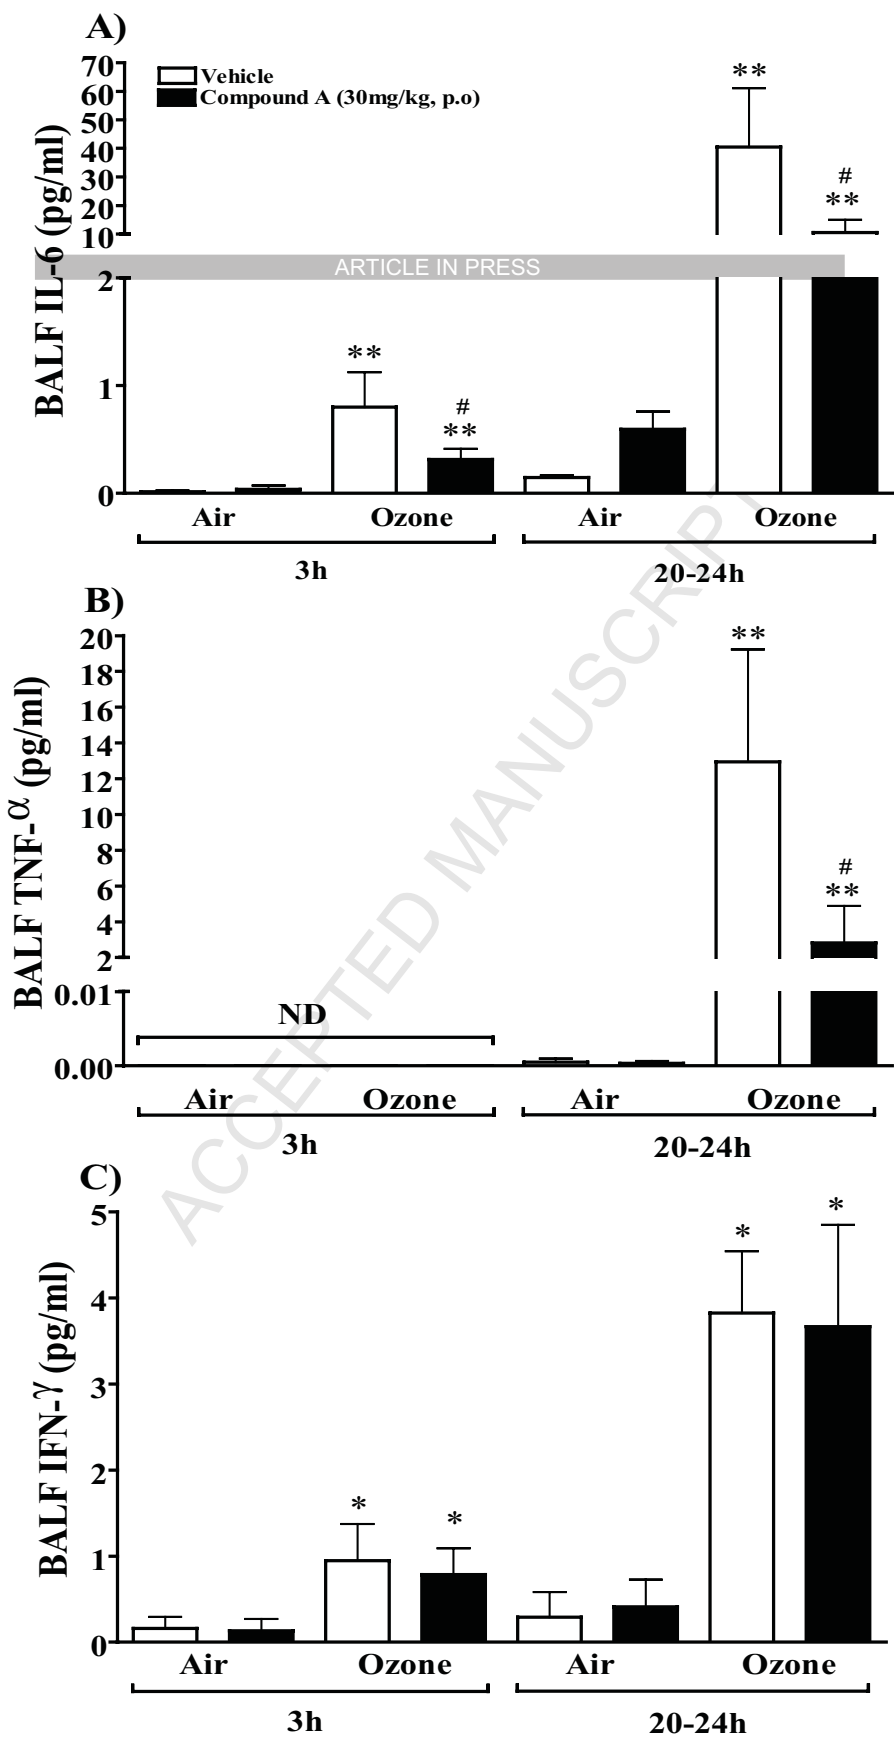 A)
Vehicle
Compound A (30mg/kg, p.o)
BALF IL-6 (pg/ml)
70
60
50
40
30
20
10
2
1
0
ARTICLE IN PRESS
**
#
**
**
#
**
Air Ozone Air Ozone
3h 20-24h
B)
BALF TNF-α (pg/ml)
20
18
16
14
12
10
8
6
4
2
0.01
0.00
ND
**
#
**
Air Ozone Air Ozone
3h 20-24h
C)
BALF IFN-γ (pg/ml)
5
4
3
2
1
0
*
*
*
*
Air Ozone Air Ozone
3h 20-24h
ACCEPTED MANUSCRIPT